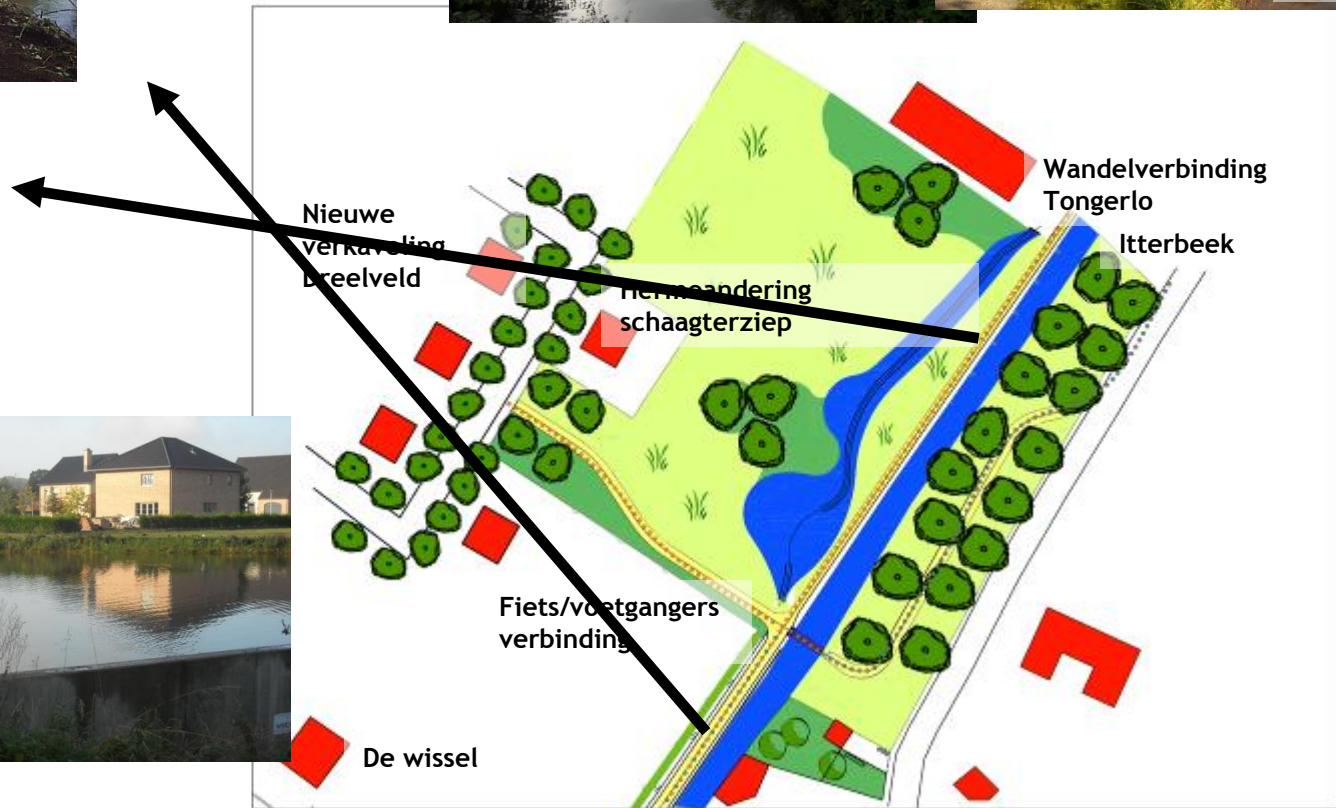 Wandelverbinding
Tongerlo
Itterbeek
Nieuwe
verkaveling
Dreelveld
Hermeandering
schaagterziep
Fiets/voetgangers
verbinding
De wissel